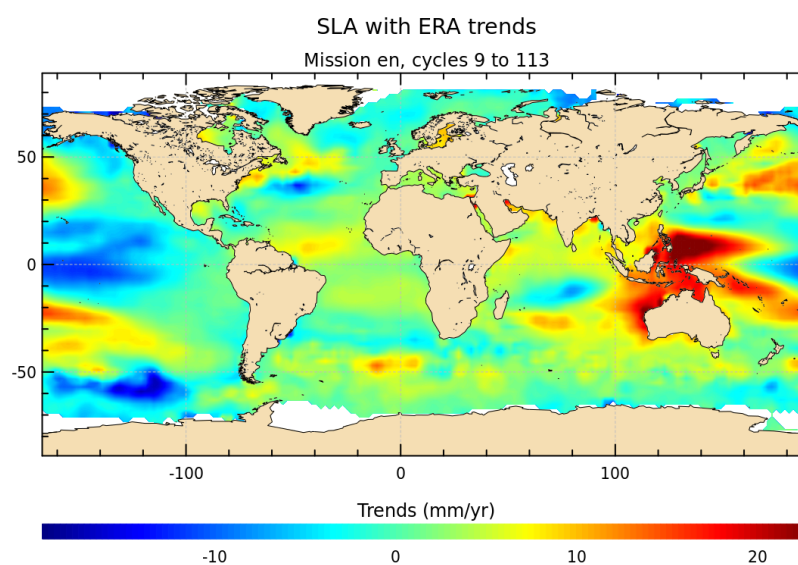 SLA with ERA trends
Mission en, cycles 9 to 113
50
0
-50
-100 0 100
Trends (mm/yr)
-10 0 10 20